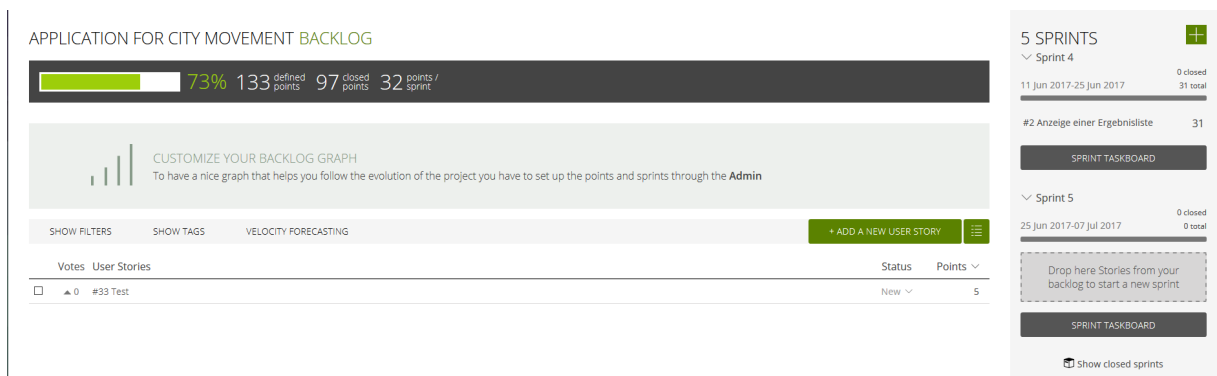 APPLICATION FOR CITY MOVEMENT BACKLOG
73% 133 defined points 97 closed points 32 points / sprint
CUSTOMIZE YOUR BACKLOG GRAPH
To have a nice graph that helps you follow the evolution of the project you have to set up the points and sprints through the Admin
SHOW FILTERS SHOW TAGS VELOCITY FORECASTING + ADD A NEW USER STORY
Votes User Stories Status Points
0 #33 Test New 5
5 SPRINTS
Sprint 4
0 closed
11 Jun 2017-25 Jun 2017 31 total
#2 Anzeige einer Ergebnisliste 31
SPRINT TASKBOARD
Sprint 5
0 closed
25 Jun 2017-07 Jul 2017 0 total
Drop here Stories from your
backlog to start a new sprint
SPRINT TASKBOARD
Show closed sprints